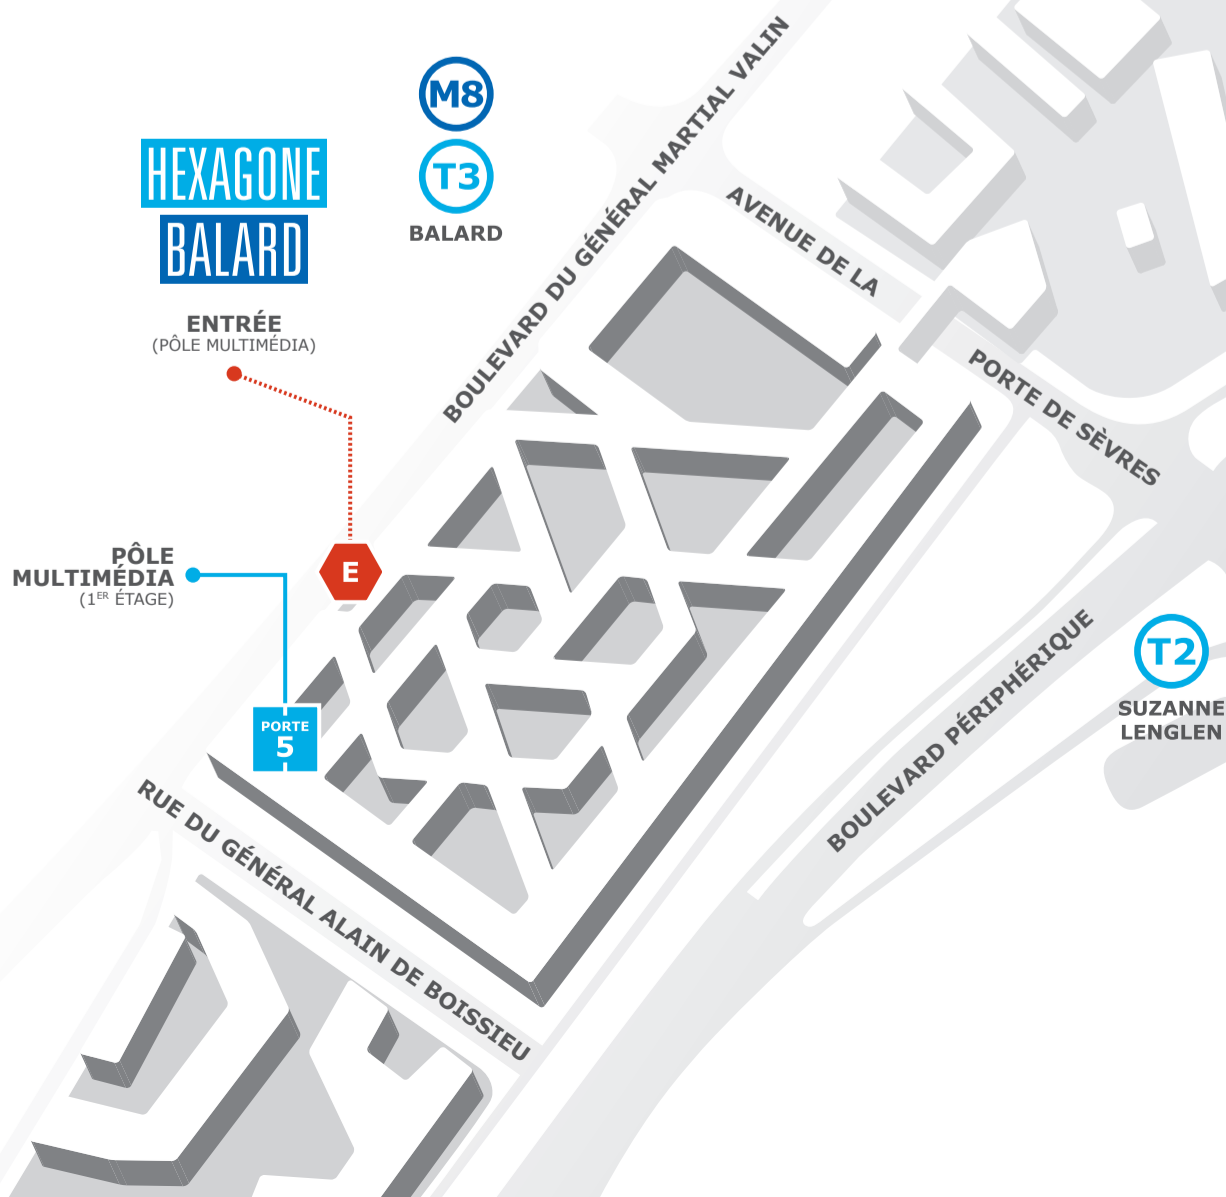 M8
T3
BALARD
HEXAGONE
BALARD
ENTRÉE
(PÔLE MULTIMÉDIA)
BOULEVARD DU GÉNÉRAL MARTIAL VALIN
AVENUE DE LA
PORTE DE SÈVRES
E
PÔLE
MULTIMÉDIA
(1ER ÉTAGE)
PORTE
5
T2
SUZANNE
LENGLEN
BOULEVARD PÉRIPHÉRIQUE
RUE DU GÉNÉRAL ALAIN DE BOISSIEU